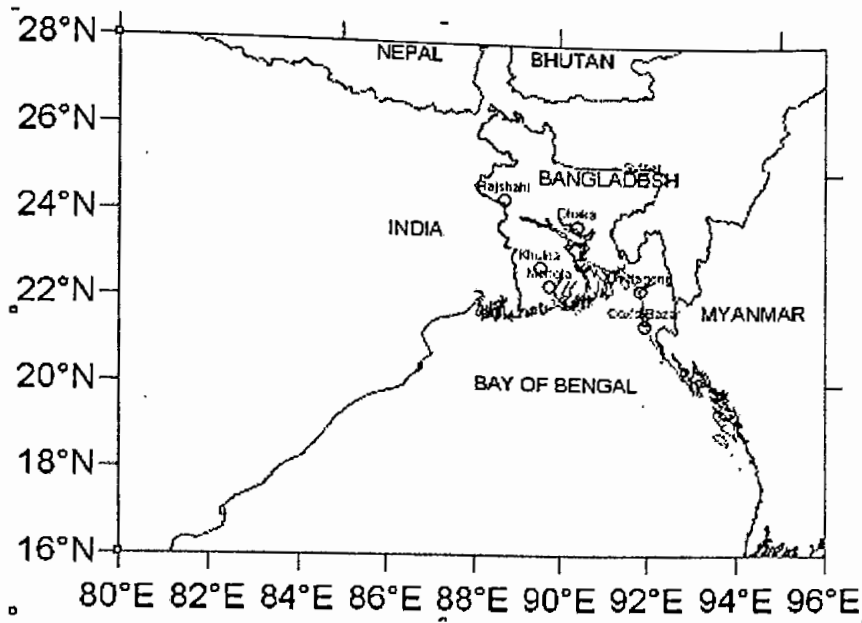 28°N
NEPAL
BHUTAN
26°N
BANGLADESH
Rajshahi
24°N
Dhaka
INDIA
Khulna
Mongla
22°N
Cox's Bazar
MYANMAR
20°N
BAY OF BENGAL
18°N
16°N
80°E 82°E 84°E 86°E 88°E 90°E 92°E 94°E 96°E